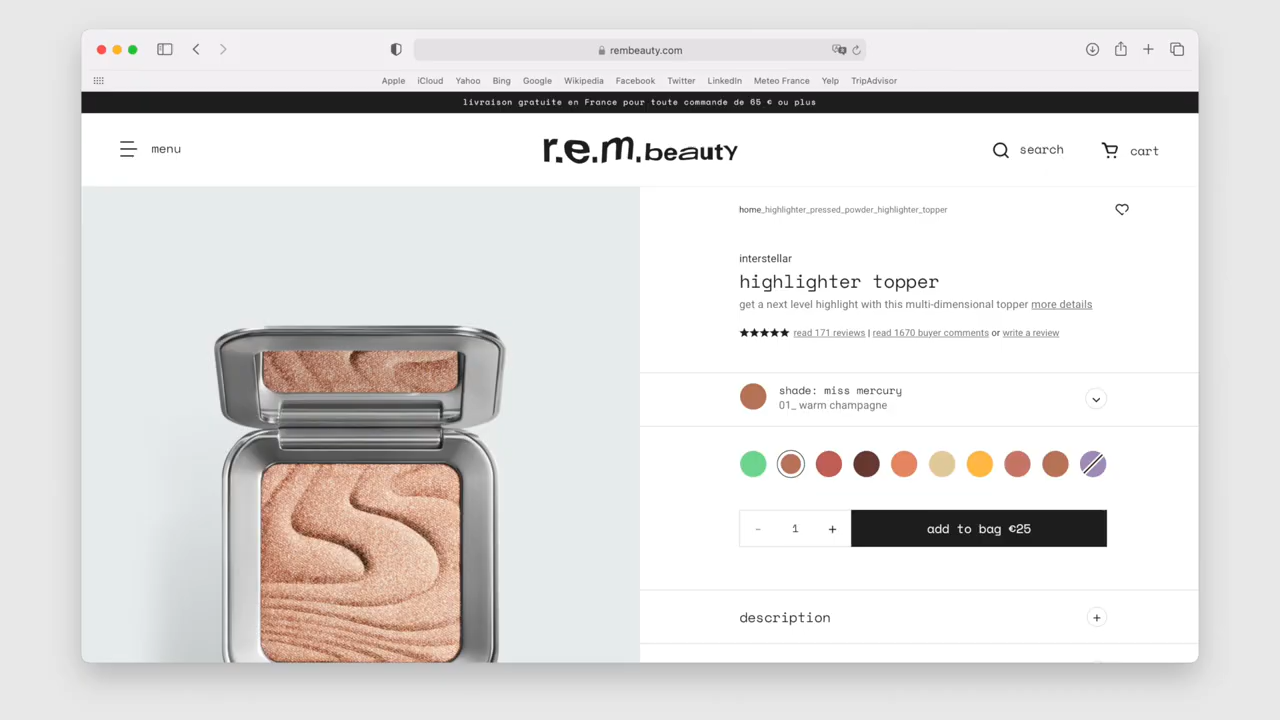 rembeauty.com
Apple iCloud Yahoo Bing Google Wikipedia Facebook Twitter LinkedIn Meteo France Yelp TripAdvisor
livraison gratuite en France pour toute commande de 65 € ou plus
menu
r.e.m.beauty
search
cart
home_highlighter_pressed_powder_highlighter_topper
interstellar
highlighter topper
get a next level highlight with this multi-dimensional topper more details
read 171 reviews | read 1670 buyer comments or write a review
shade: miss mercury
01_ warm champagne
- 1 +
add to bag €25
description +